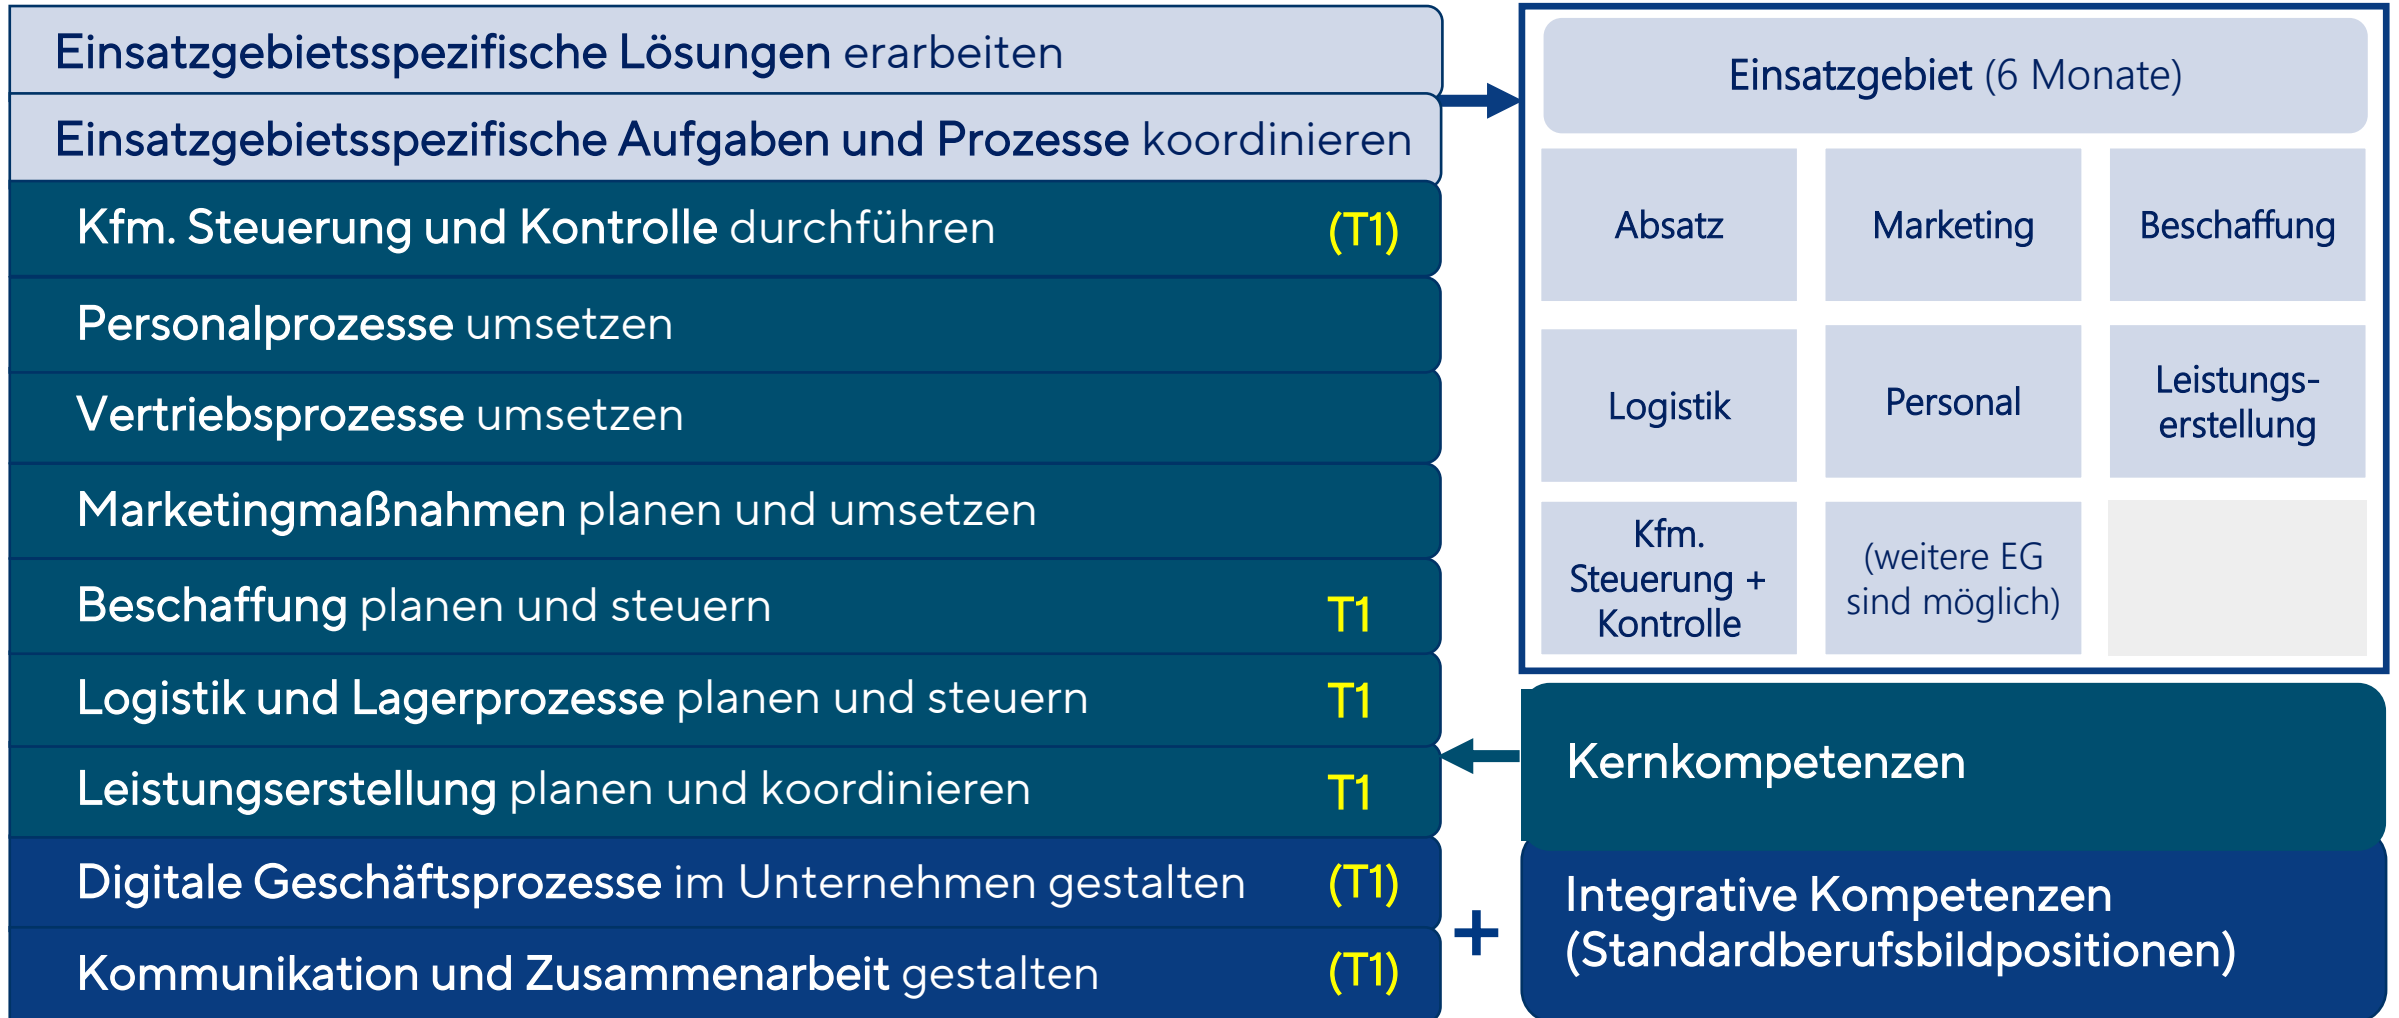 Einsatzgebietsspezifische Lösungen erarbeiten
Einsatzgebietsspezifische Aufgaben und Prozesse koordinieren
Kfm. Steuerung und Kontrolle durchführen (T1)
Personalprozesse umsetzen
Vertriebsprozesse umsetzen
Marketingmaßnahmen planen und umsetzen
Beschaffung planen und steuern T1
Logistik und Lagerprozesse planen und steuern T1
Leistungserstellung planen und koordinieren T1
Digitale Geschäftsprozesse im Unternehmen gestalten (T1)
Kommunikation und Zusammenarbeit gestalten (T1)
+
Einsatzgebiet (6 Monate)
Absatz
Marketing
Beschaffung
Logistik
Personal
Leistungs-
erstellung
Kfm.
Steuerung +
Kontrolle
(weitere EG
sind möglich)
Kernkompetenzen
Integrative Kompetenzen
(Standardberufsbildpositionen)